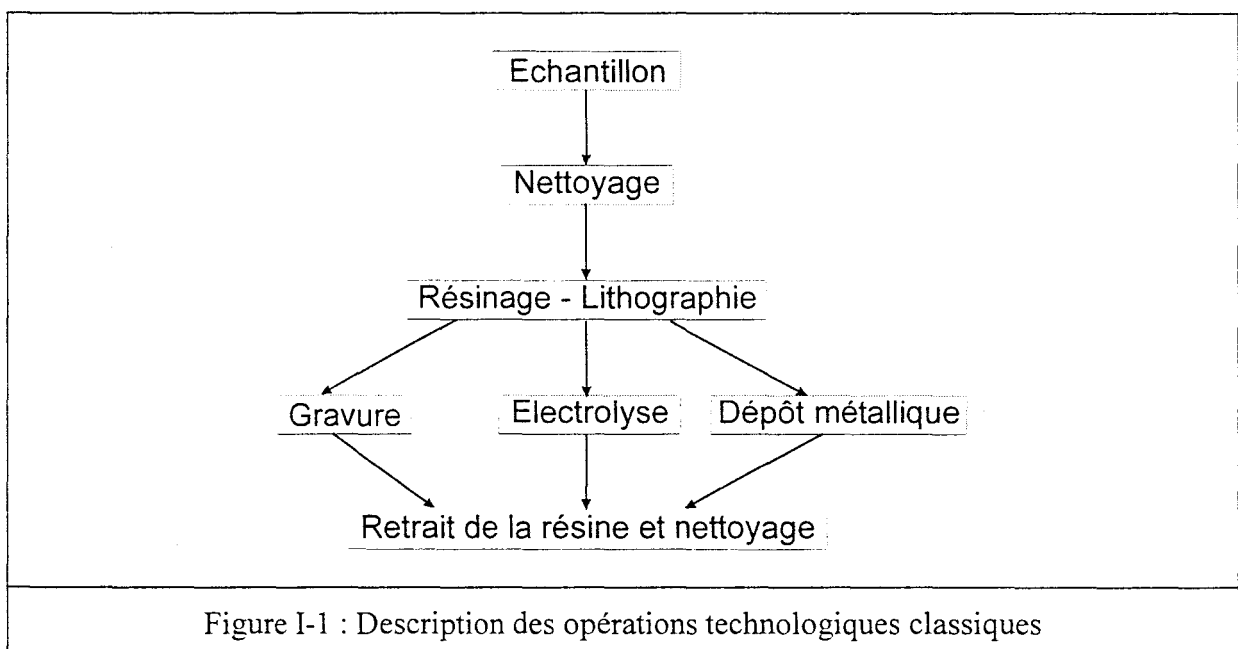 Echantillon
Nettoyage
Résinage - Lithographie
Gravure Electrolyse Dépôt métallique
Retrait de la résine et nettoyage
Figure I-1 : Description des opérations technologiques classiques